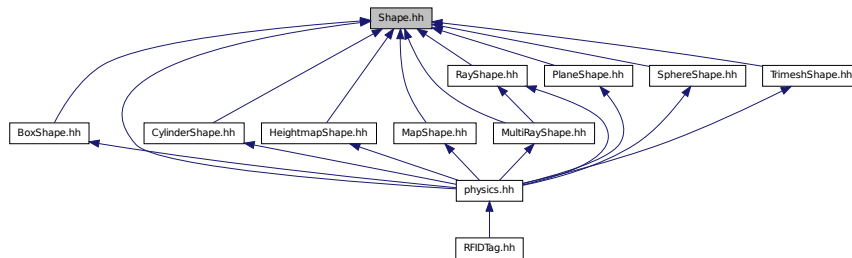 Shape.hh
RayShape.hh
PlaneShape.hh
SphereShape.hh
TrimeshShape.hh
BoxShape.hh
CylinderShape.hh
HeightmapShape.hh
MapShape.hh
MultiRayShape.hh
physics.hh
RFIDTag.hh